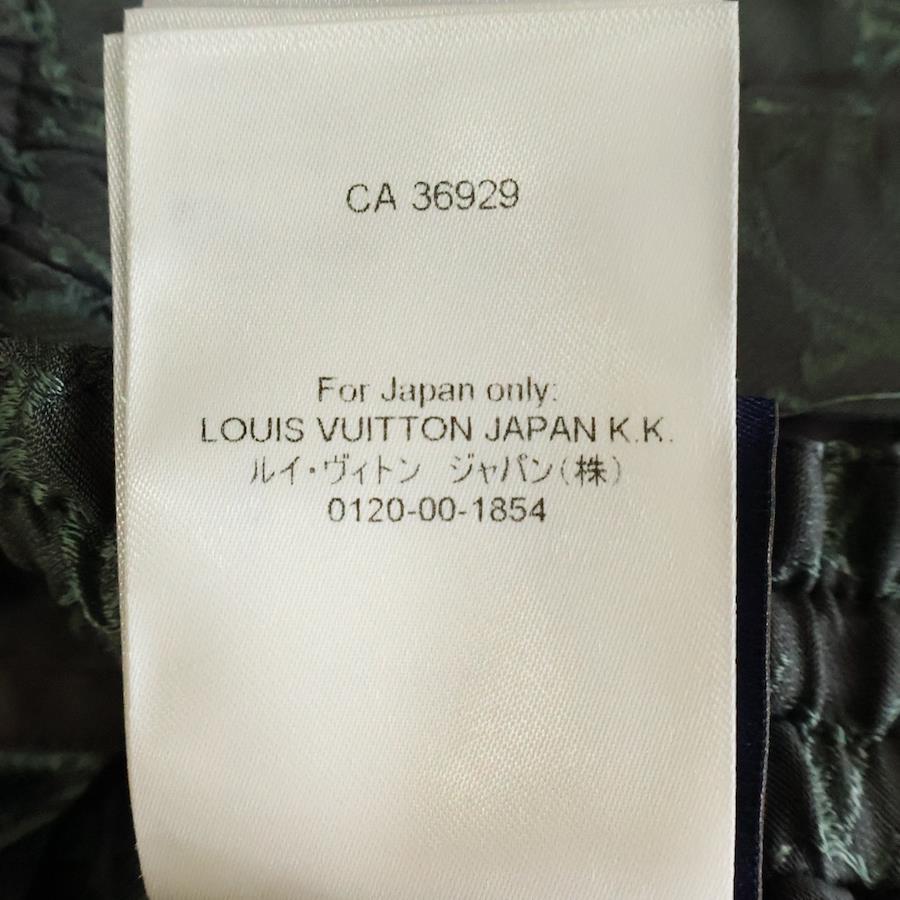 CA 36929
For Japan only:
LOUIS VUITTON JAPAN K.K.
ルイ・ヴィトン　ジャパン(株)
0120-00-1854